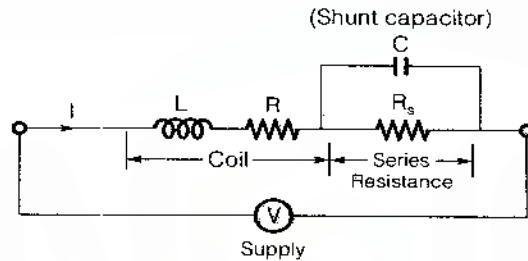 (Shunt capacitor)
C
I
L
R
Rs
Coil
Series
Resistance
V
Supply